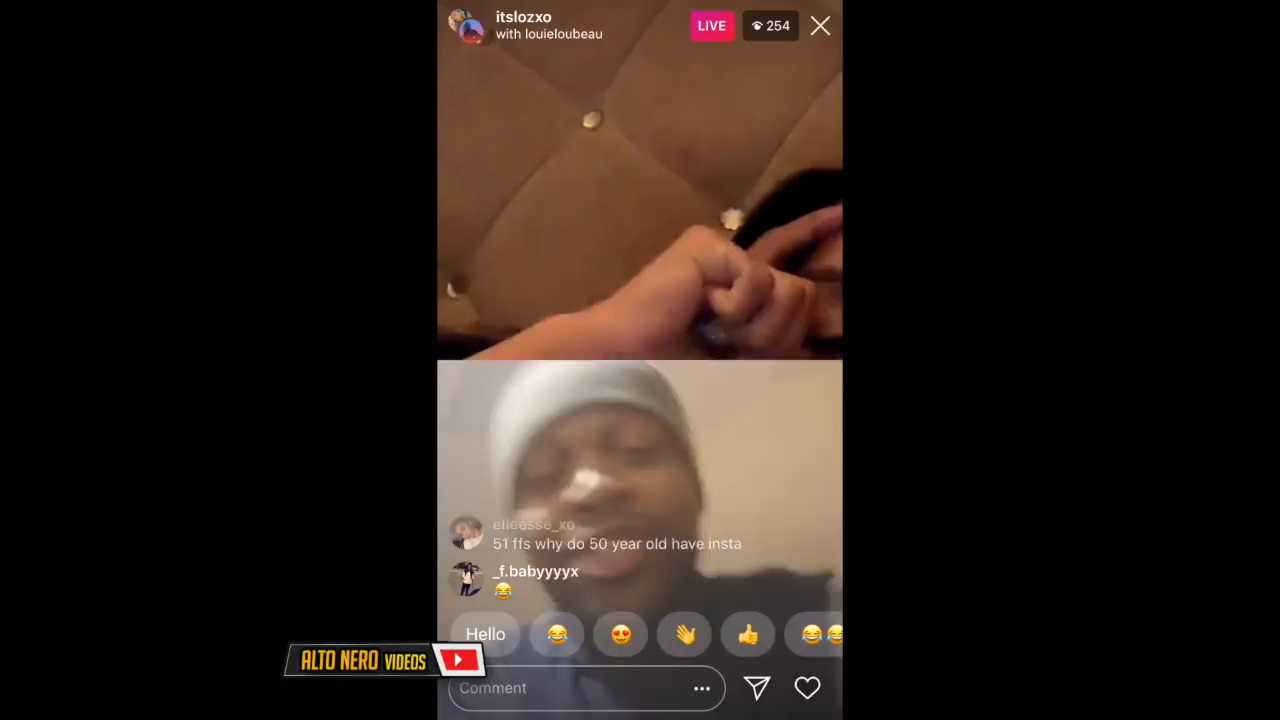 itslozxo
with louieloubeau
LIVE
254
elleesse_xo
51 ffs why do 50 year old have insta
_f.babyyyyx
😂
Hello 😂 😍 👋 👍 😂😂
ALTO NERO VIDEOS
Comment